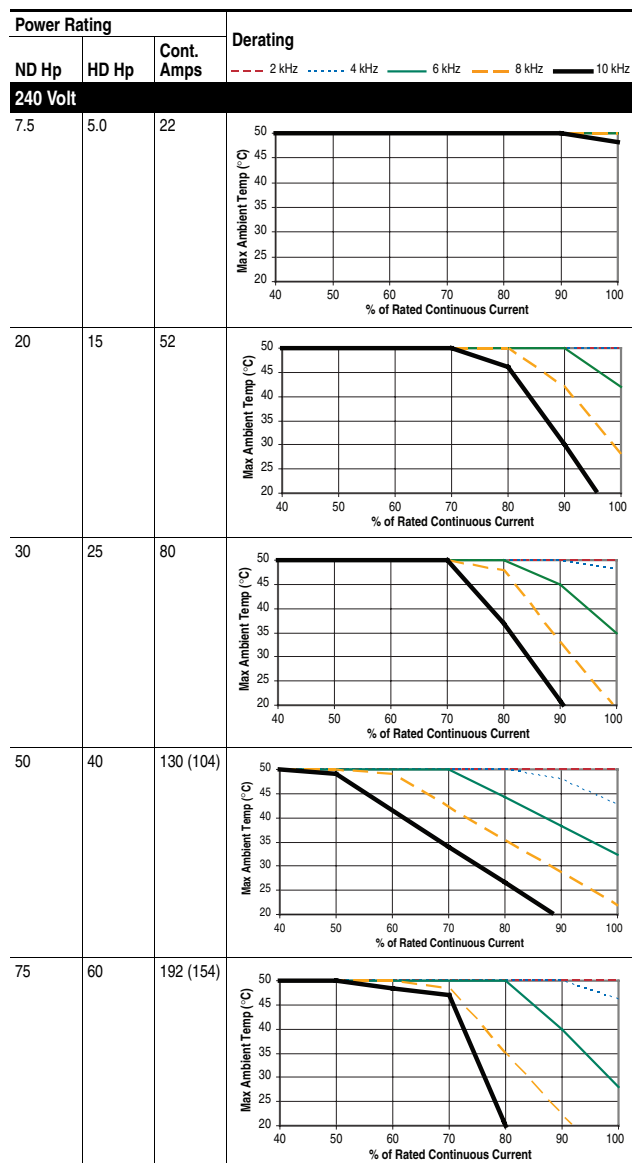 Power Rating
Derating
ND Hp HD Hp Cont. Amps
2 kHz 4 kHz 6 kHz 8 kHz 10 kHz
240 Volt
7.5 5.0 22
Max Ambient Temp (°C)
50
45
40
35
30
25
20
40 50 60 70 80 90 100
% of Rated Continuous Current
20 15 52
Max Ambient Temp (°C)
50
45
40
35
30
25
20
40 50 60 70 80 90 100
% of Rated Continuous Current
30 25 80
Max Ambient Temp (°C)
50
45
40
35
30
25
20
40 50 60 70 80 90 100
% of Rated Continuous Current
50 40 130 (104)
Max Ambient Temp (°C)
50
45
40
35
30
25
20
40 50 60 70 80 90 100
% of Rated Continuous Current
75 60 192 (154)
Max Ambient Temp (°C)
50
45
40
35
30
25
20
40 50 60 70 80 90 100
% of Rated Continuous Current